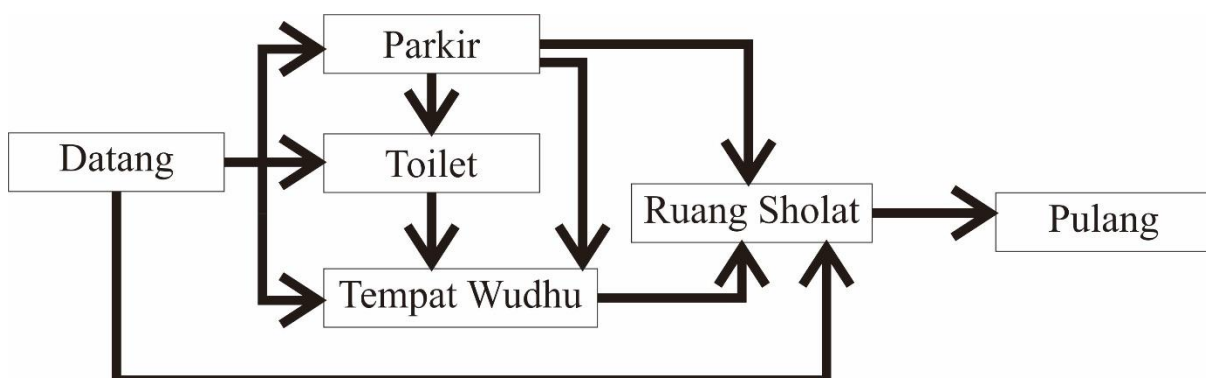 Parkir
Datang
Toilet
Ruang Sholat
Pulang
Tempat Wudhu